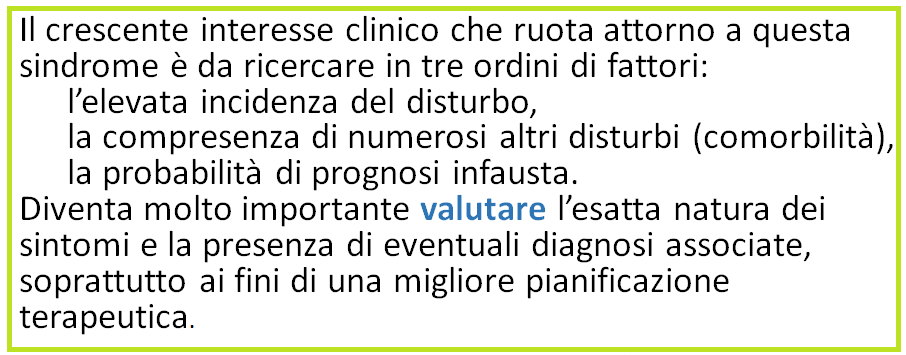 Il crescente interesse clinico che ruota attorno a questa
sindrome è da ricercare in tre ordini di fattori:
l'elevata incidenza del disturbo,
la compresenza di numerosi altri disturbi (comorbilità),
la probabilità di prognosi infausta.
Diventa molto importante valutare l'esatta natura dei
sintomi e la presenza di eventuali diagnosi associate,
soprattutto ai fini di una migliore pianificazione
terapeutica.